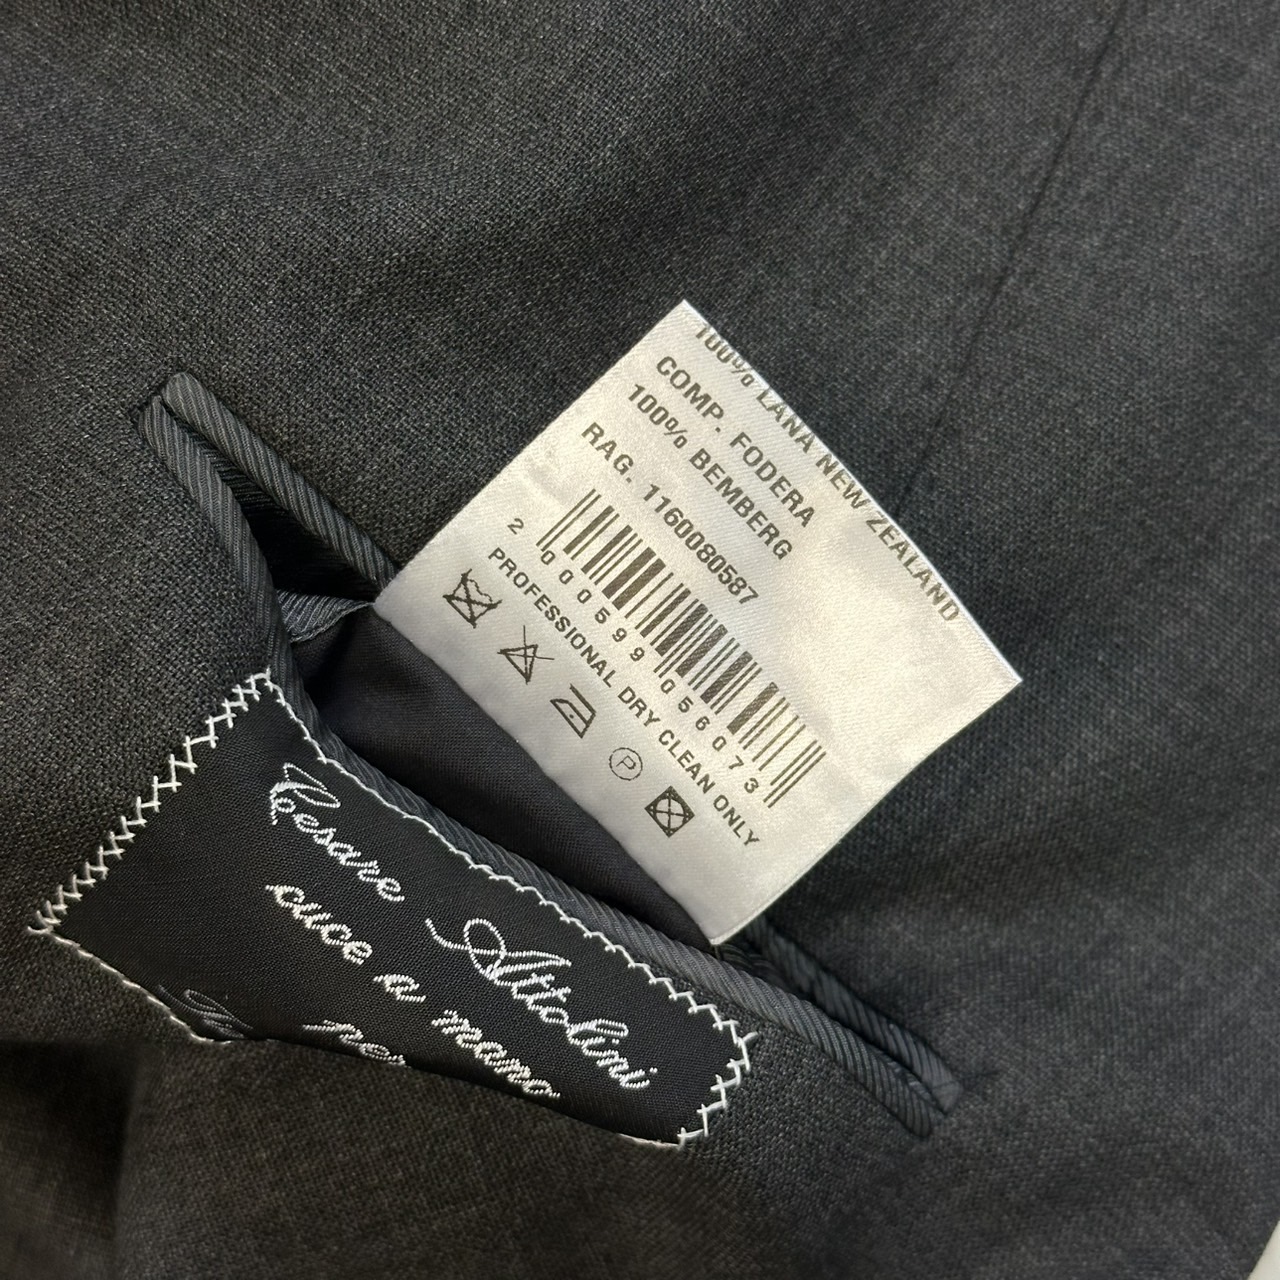 100% LANA NEW ZEALAND
COMP. FODERA
100% BEMBERG
RAG. 1160080587
2 000599 056073
PROFESSIONAL DRY CLEAN ONLY
P
Cesare Attolini
cuce a mano